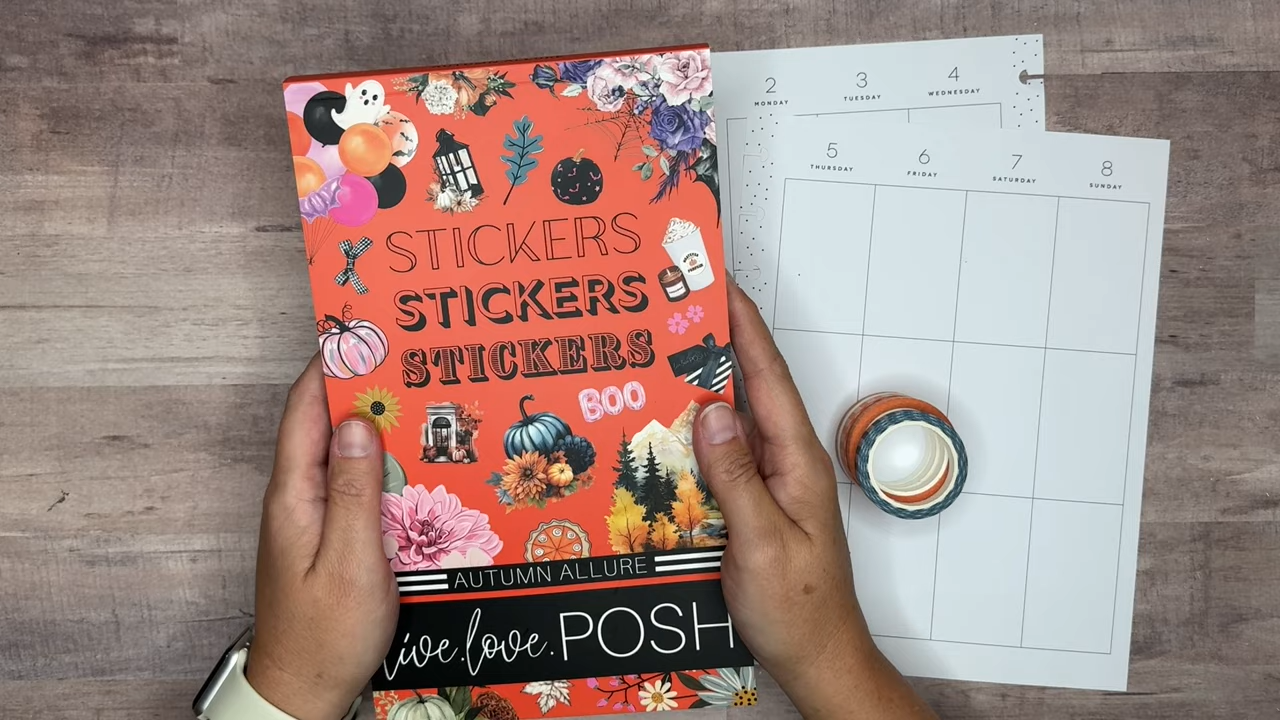 STICKERS
STICKERS
STICKERS
BOO
AUTUMN ALLURE
live.love.POSH
2 3 4
MONDAY TUESDAY WEDNESDAY
5 6 7 8
THURSDAY FRIDAY SATURDAY SUNDAY